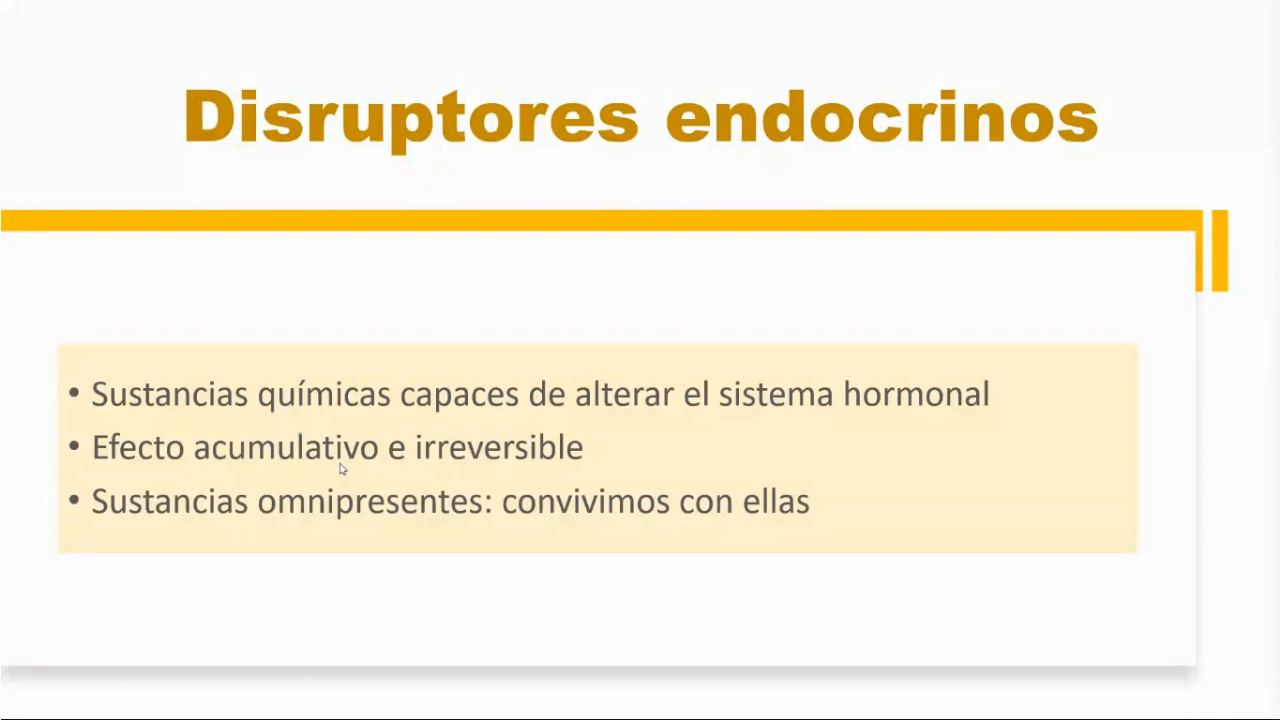 Disruptores endocrinos
• Sustancias químicas capaces de alterar el sistema hormonal
• Efecto acumulativo e irreversible
• Sustancias omnipresentes: convivimos con ellas